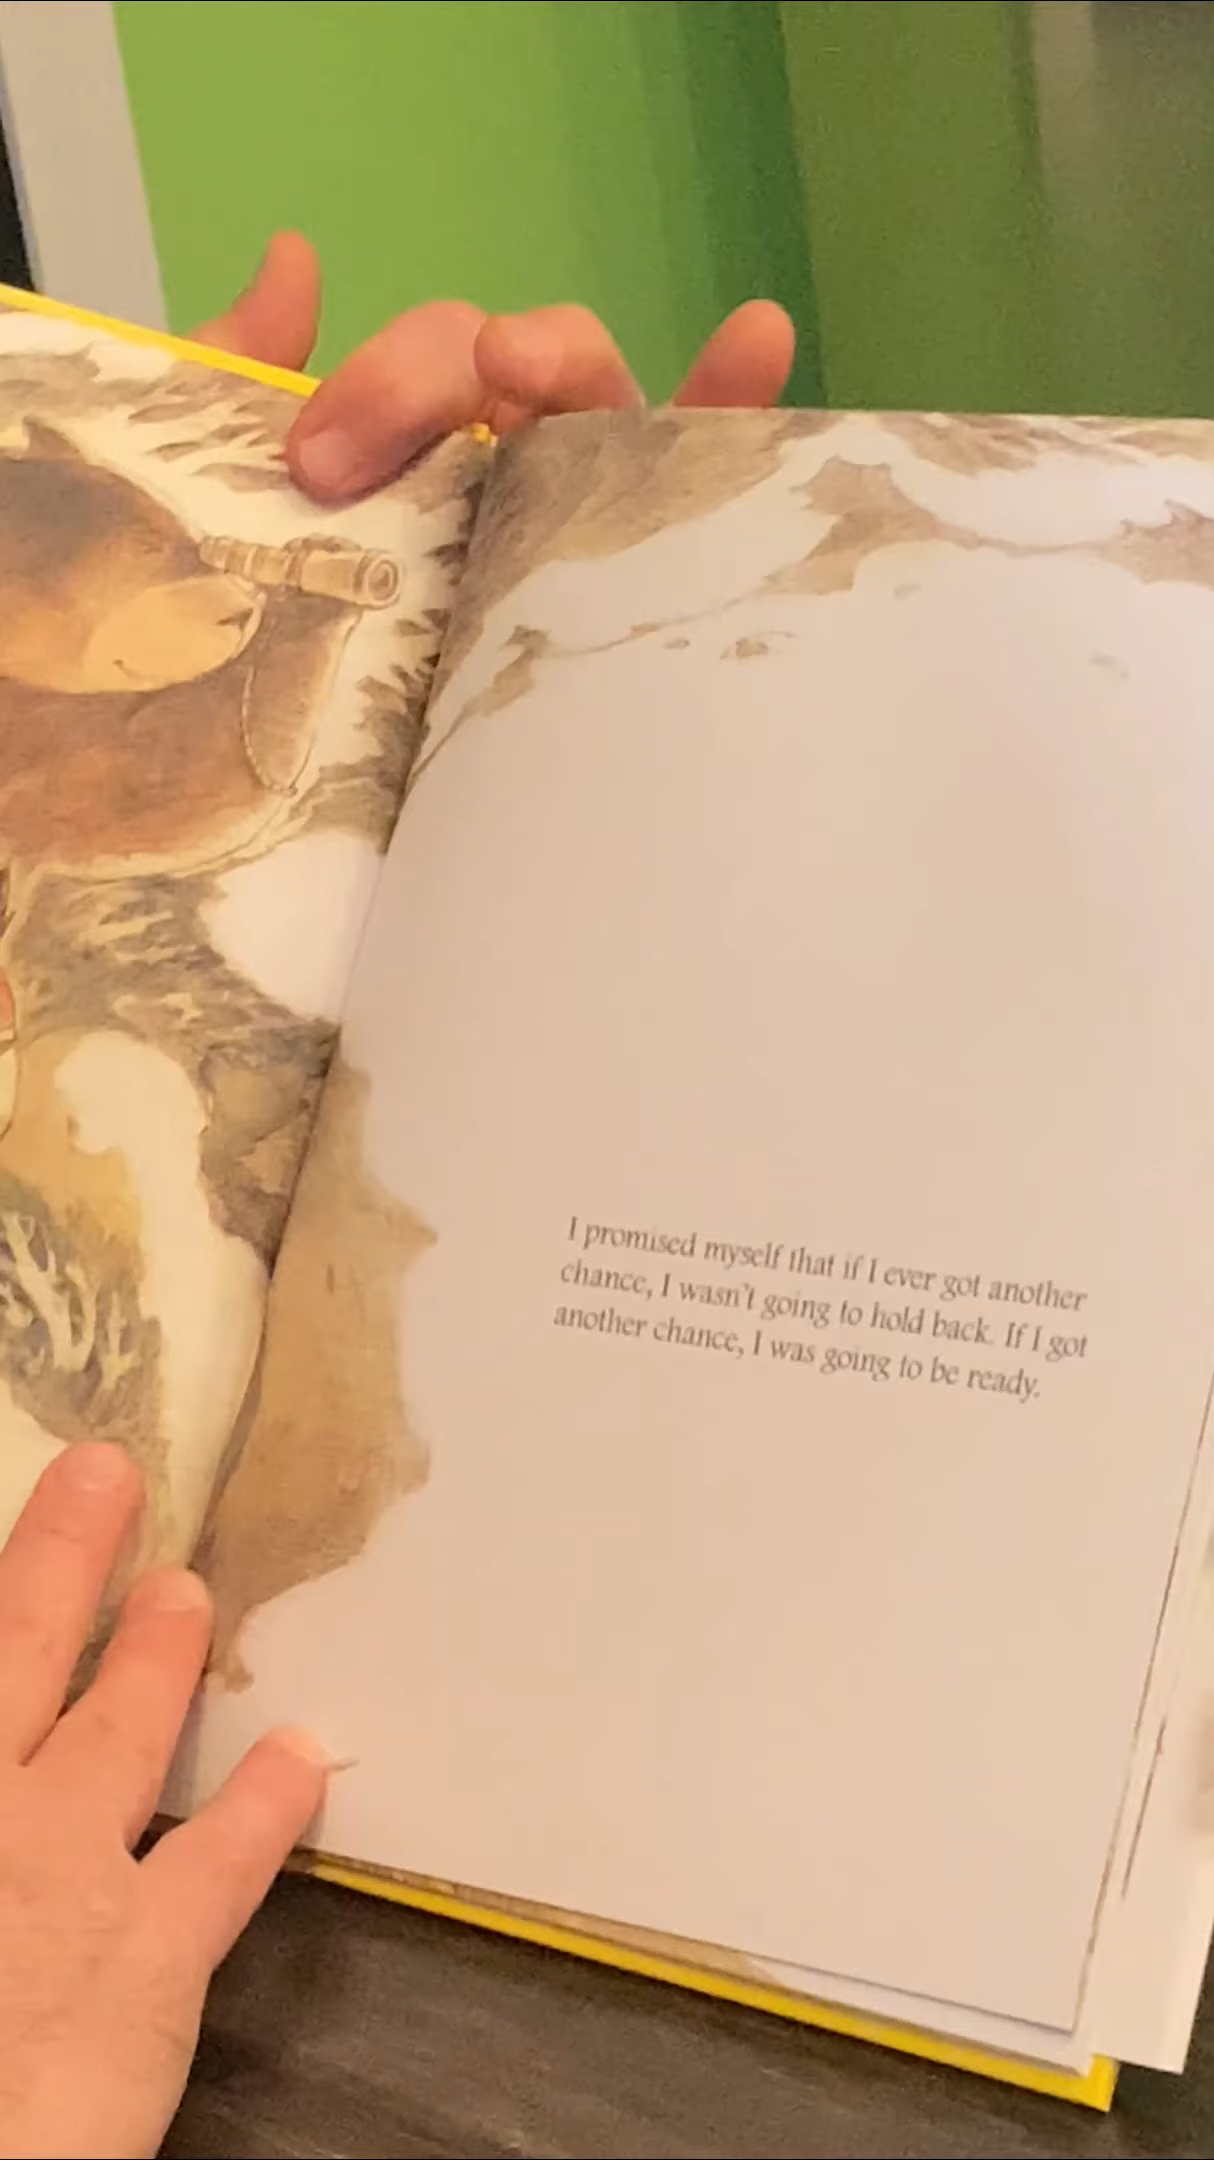 I promised myself that if I ever got another
chance, I wasn't going to hold back. If I got
another chance, I was going to be ready.